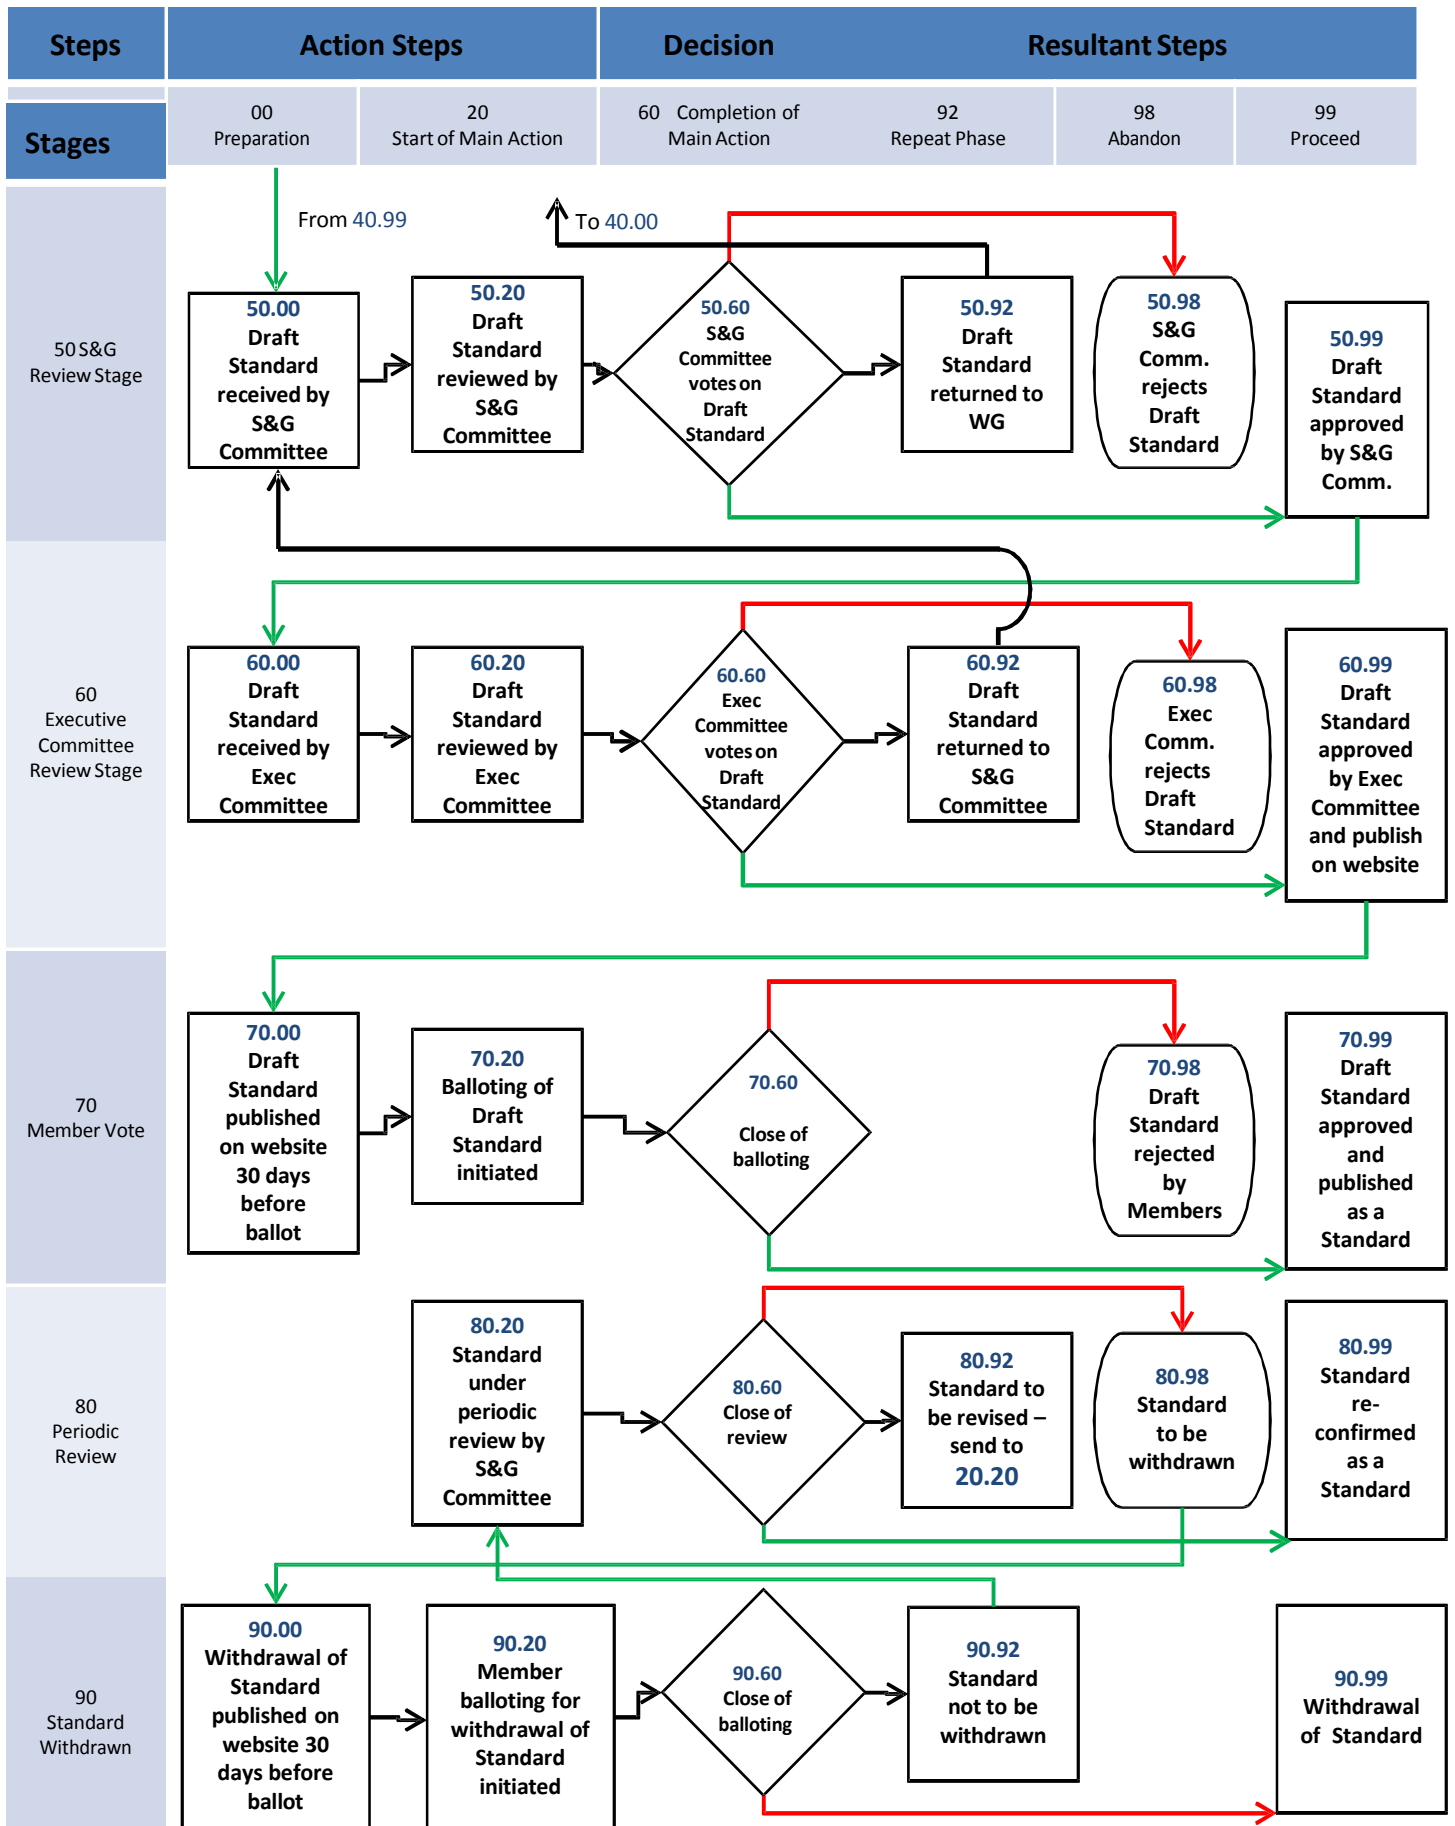 Steps
Action Steps
Decision
Resultant Steps
Stages
00
Preparation
20
Start of Main Action
60 Completion of
Main Action
92
Repeat Phase
98
Abandon
99
Proceed
From 40.99
To 40.00
50 S&G
Review Stage
50.00
Draft
Standard
received by
S&G
Committee
50.20
Draft
Standard
reviewed by
S&G
Committee
50.60
S&G
Committee
votes on
Draft
Standard
50.92
Draft
Standard
returned to
WG
50.98
S&G
Comm.
rejects
Draft
Standard
50.99
Draft
Standard
approved
by S&G
Comm.
60
Executive
Committee
Review Stage
60.00
Draft
Standard
received by
Exec
Committee
60.20
Draft
Standard
reviewed by
Exec
Committee
60.60
Exec
Committee
votes on
Draft
Standard
60.92
Draft
Standard
returned to
S&G
Committee
60.98
Exec
Comm.
rejects
Draft
Standard
60.99
Draft
Standard
approved
by Exec
Committee
and publish
on website
70
Member Vote
70.00
Draft
Standard
published
on website
30 days
before
ballot
70.20
Balloting of
Draft
Standard
initiated
70.60
Close of
balloting
70.98
Draft
Standard
rejected
by
Members
70.99
Draft
Standard
approved
and
published
as a
Standard
80
Periodic
Review
80.20
Standard
under
periodic
review by
S&G
Committee
80.60
Close of
review
80.92
Standard to
be revised –
send to
20.20
80.98
Standard
to be
withdrawn
80.99
Standard
re-
confirmed
as a
Standard
90
Standard
Withdrawn
90.00
Withdrawal of
Standard
published on
website 30
days before
ballot
90.20
Member
balloting for
withdrawal of
Standard
initiated
90.60
Close of
balloting
90.92
Standard
not to be
withdrawn
90.99
Withdrawal
of Standard